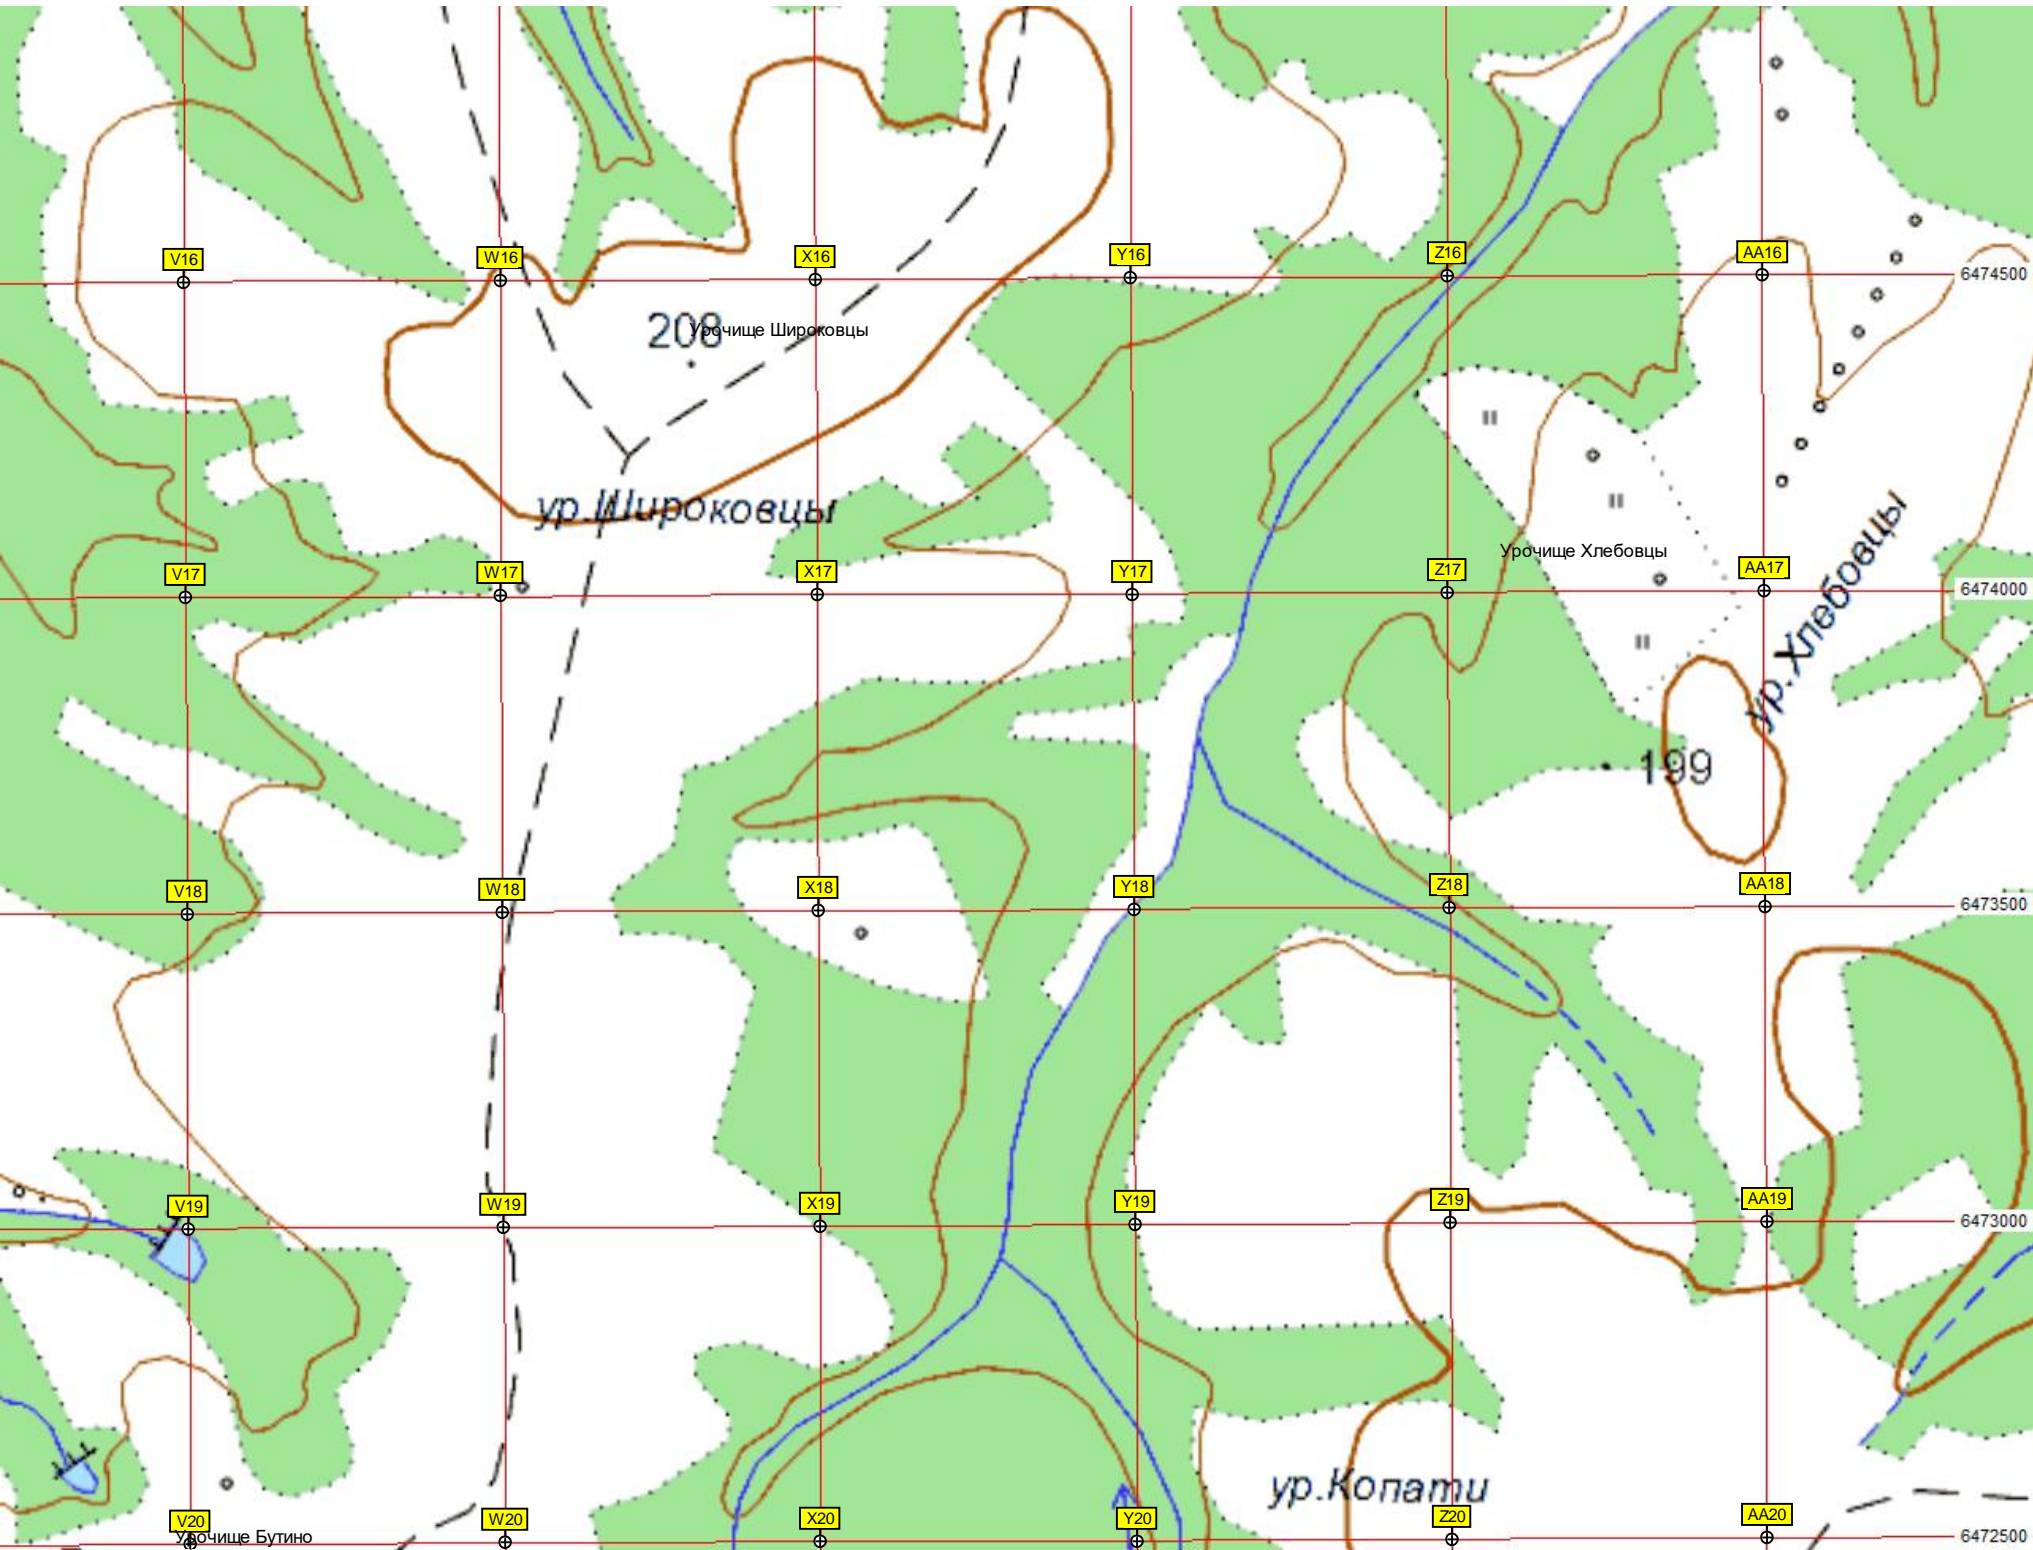 V16
W16
X16
Y16
Z16
AA16
6474500
208
Урочище Широковцы
ур.Широковцы
Урочище Хлебовцы
V17
W17
X17
Y17
Z17
AA17
6474000
ур.Хлебовцы
199
V18
W18
X18
Y18
Z18
AA18
6473500
V19
W19
X19
Y19
Z19
AA19
6473000
ур.Копати
V20
W20
X20
Y20
Z20
AA20
6472500
Урочище Бутино